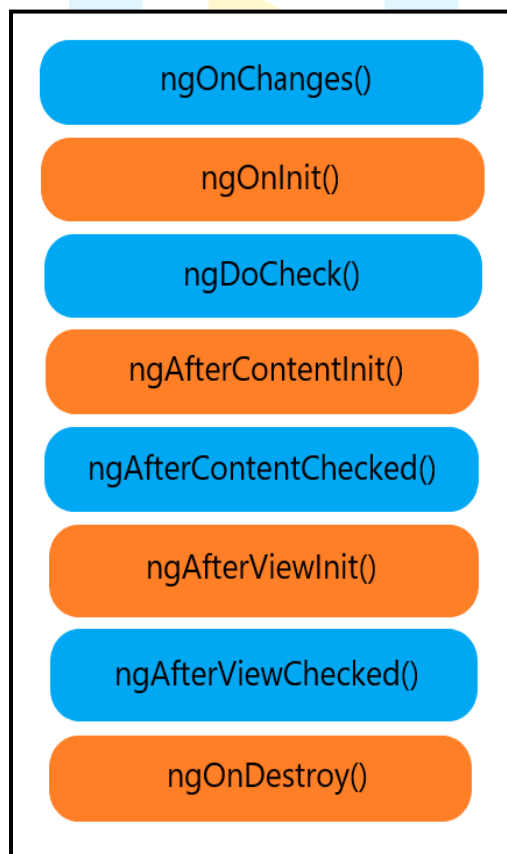 ngOnChanges()
ngOnInit()
ngDoCheck()
ngAfterContentInit()
ngAfterContentChecked()
ngAfterViewInit()
ngAfterViewChecked()
ngOnDestroy()